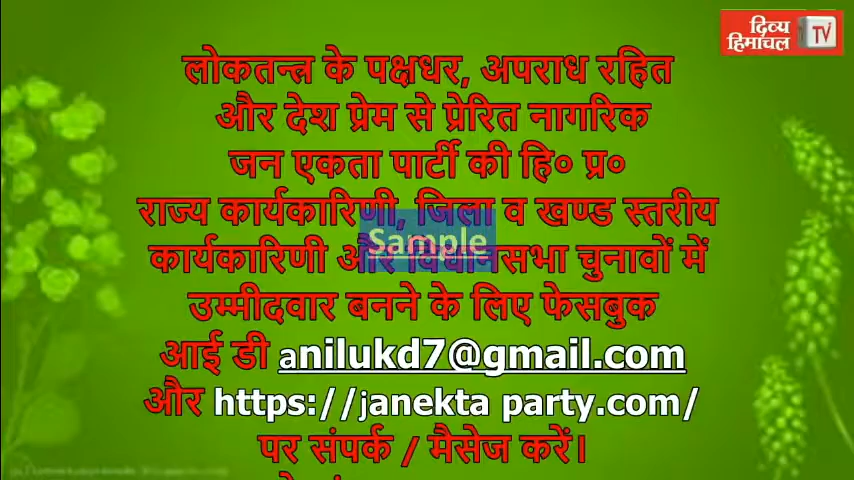 दिव्य
हिमाचल TV
लोकतन्त्र के पक्षधर, अपराध रहित
और देश प्रेम से प्रेरित नागरिक
जन एकता पार्टी की हि० प्र०
राज्य कार्यकारिणी, जिला व खण्ड स्तरीय
Sample
कार्यकारिणी और विधानसभा चुनावों में
उम्मीदवार बनने के लिए फेसबुक
आई डी anilukd7@gmail.com
और https://janekta party.com/
पर संपर्क / मैसेज करें।